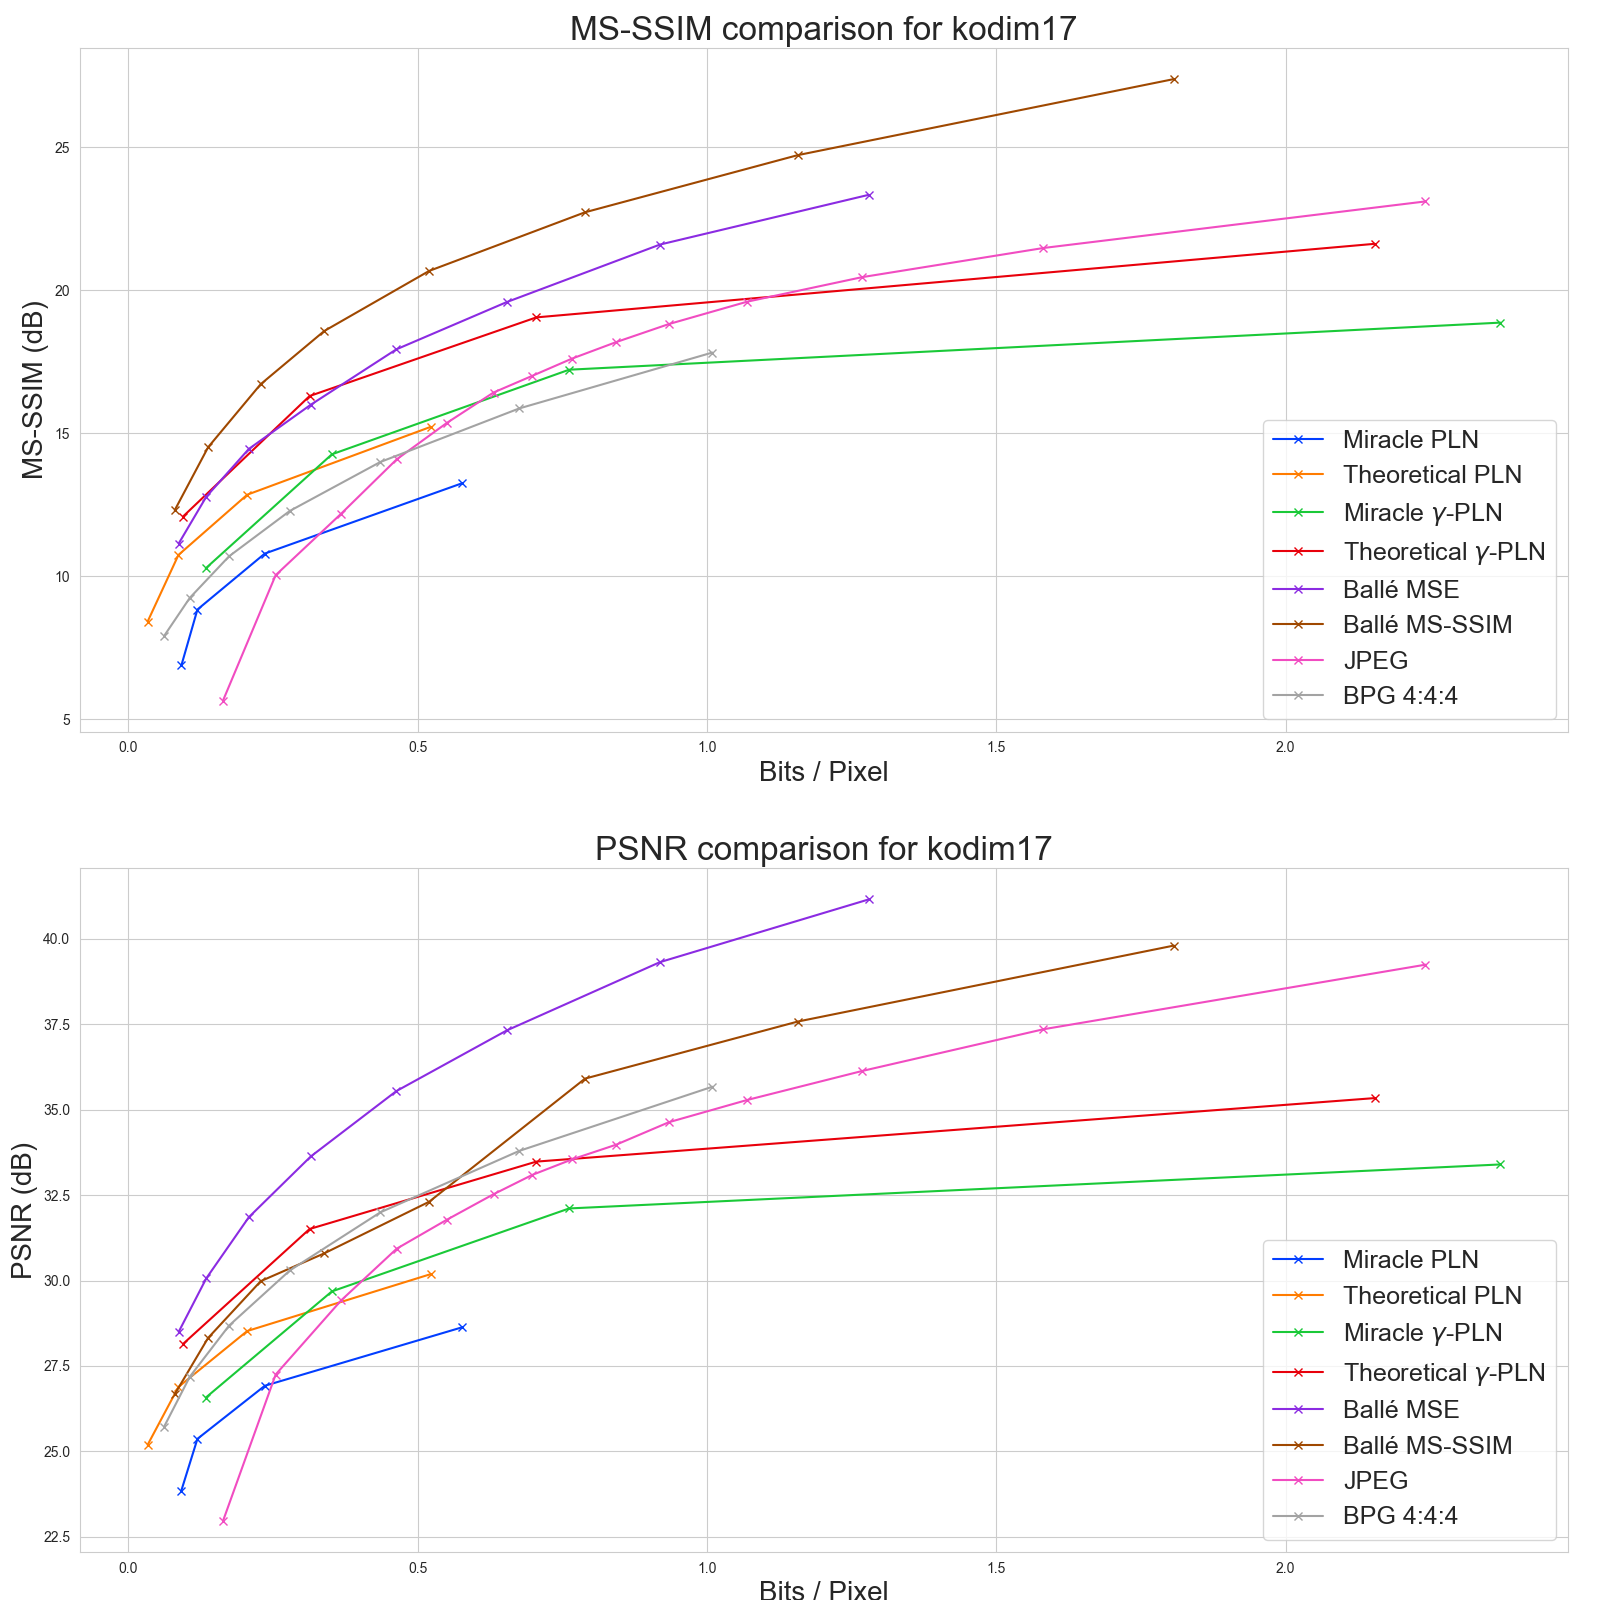 MS-SSIM comparison for kodim17
MS-SSIM (dB)
25
20
15
10
5
0.0 0.5 1.0 1.5 2.0
Bits / Pixel
Miracle PLN
Theoretical PLN
Miracle γ-PLN
Theoretical γ-PLN
Ballé MSE
Ballé MS-SSIM
JPEG
BPG 4:4:4
PSNR comparison for kodim17
PSNR (dB)
40.0
37.5
35.0
32.5
30.0
27.5
25.0
22.5
0.0 0.5 1.0 1.5 2.0
Bits / Pixel
Miracle PLN
Theoretical PLN
Miracle γ-PLN
Theoretical γ-PLN
Ballé MSE
Ballé MS-SSIM
JPEG
BPG 4:4:4